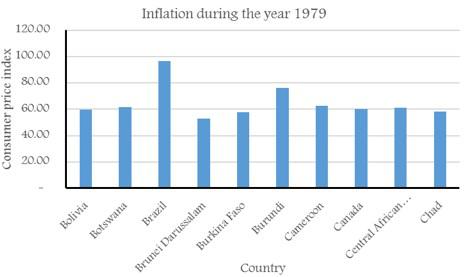 Inflation during the year 1979
Consumer price index
120.00
100.00
80.00
60.00
40.00
20.00
-
Bolivia
Botswana
Brazil
Brunei Darussalam
Burkina Faso
Burundi
Cameroon
Canada
Central African...
Chad
Country